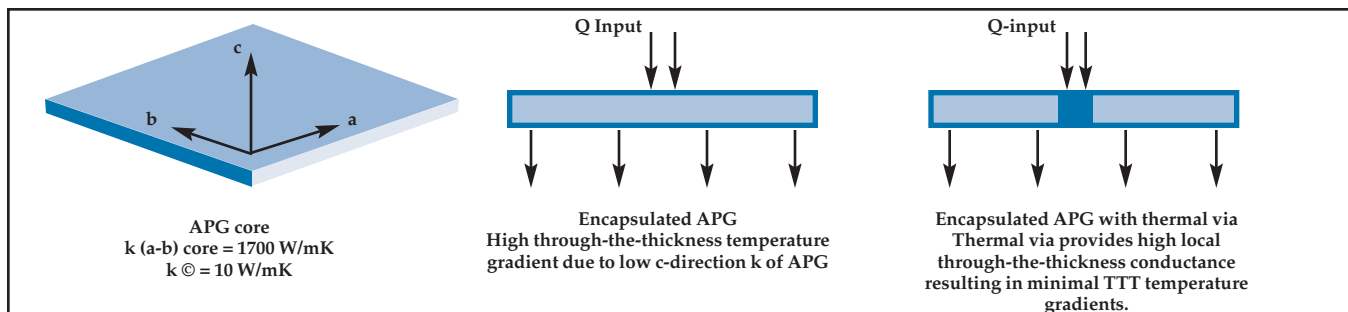 c
b
a
APG core
k (a-b) core = 1700 W/mK
k © = 10 W/mK
Q Input
Encapsulated APG
High through-the-thickness temperature
gradient due to low c-direction k of APG
Q-input
Encapsulated APG with thermal via
Thermal via provides high local
through-the-thickness conductance
resulting in minimal TTT temperature
gradients.